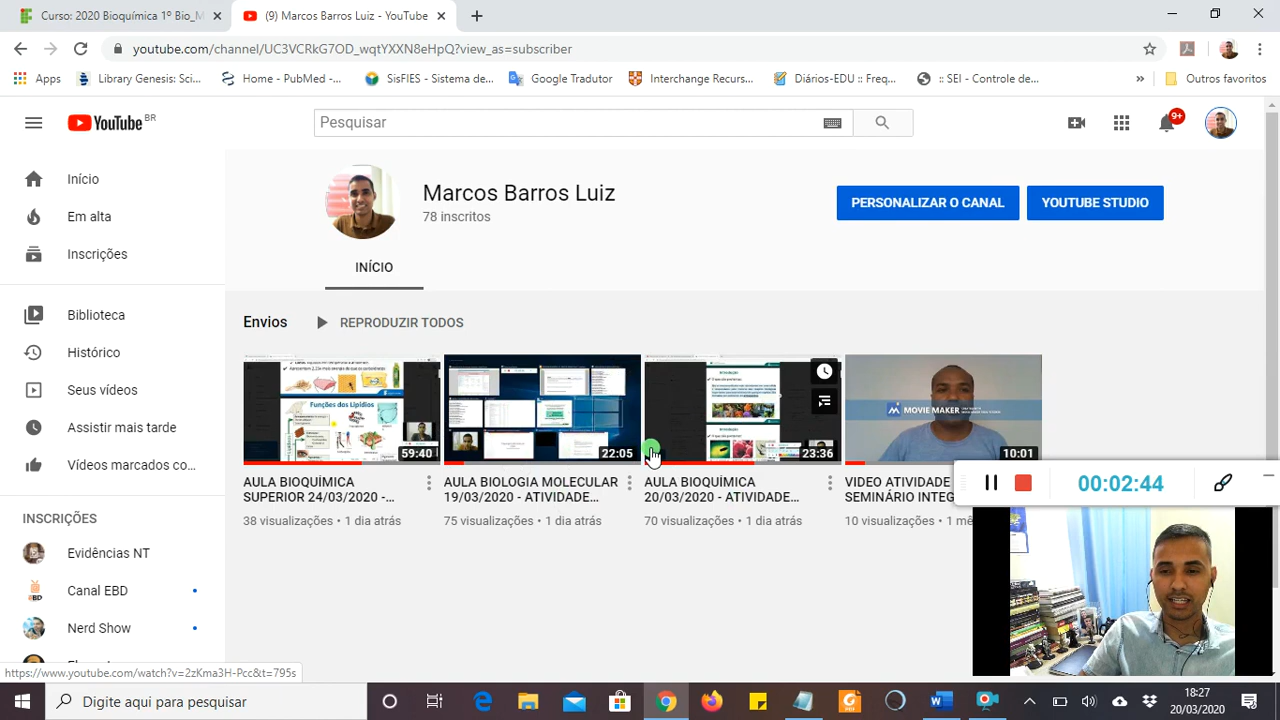 Curso: 2020 Bioquímica 1º Bio_M
(9) Marcos Barros Luiz - YouTube
youtube.com/channel/UC3VCRkG7OD_wqtYXXN8eHpQ?view_as=subscriber
Apps
Library Genesis: Sci...
Home - PubMed -...
SisFIES - Sistema de...
Google Tradutor
Interchange Recurs...
Diários-EDU :: Freq...
:: SEI - Controle de...
»
Outros favoritos
YouTube BR
Pesquisar
9+
Início
Em alta
Inscrições
Biblioteca
Histórico
Seus vídeos
Assistir mais tarde
Vídeos marcados co...
INSCRIÇÕES
Evidências NT
Canal EBD
Nerd Show
Marcos Barros Luiz
78 inscritos
PERSONALIZAR O CANAL
YOUTUBE STUDIO
INÍCIO
Envios
REPRODUZIR TODOS
Funções dos Lipídios
59:40
22:05
23:36
MOVIE MAKER
10:01
AULA BIOQUÍMICA
SUPERIOR 24/03/2020 -...
38 visualizações • 1 dia atrás
AULA BIOLOGIA MOLECULAR
19/03/2020 - ATIVIDADE...
75 visualizações • 1 dia atrás
AULA BIOQUÍMICA
20/03/2020 - ATIVIDADE...
70 visualizações • 1 dia atrás
VIDEO ATIVIDADE
SEMINÁRIO INTEG
10 visualizações • 1 mê
00:02:44
https://www.youtube.com/watch?v=2zKma3H-Pcc&t=795s
Digite aqui para pesquisar
18:27
20/03/2020